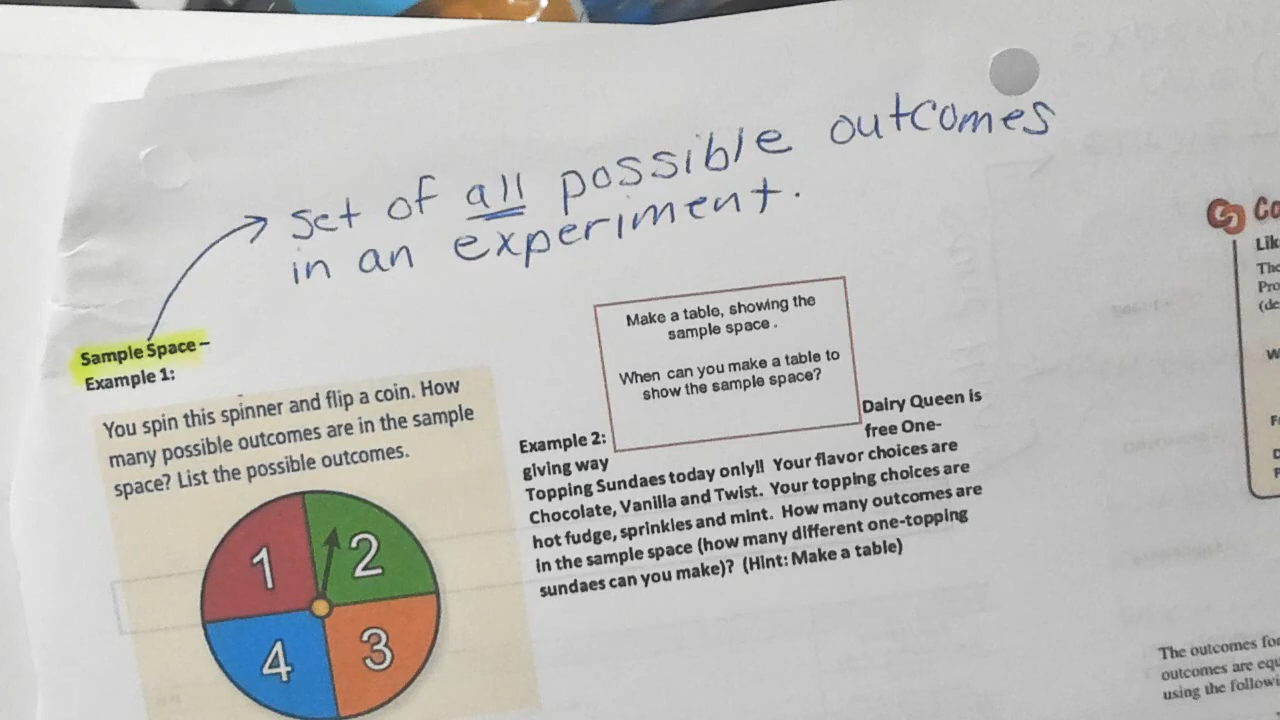 set of all possible outcomes
in an experiment.
Sample Space –
Example 1:
You spin this spinner and flip a coin. How
many possible outcomes are in the sample
space? List the possible outcomes.
1
2
4
3
Make a table, showing the
sample space .
When can you make a table to
show the sample space?
Example 2:
Dairy Queen is
giving way
free One-
Topping Sundaes today only!! Your flavor choices are
Chocolate, Vanilla and Twist. Your topping choices are
hot fudge, sprinkles and mint. How many outcomes are
in the sample space (how many different one-topping
sundaes can you make)? (Hint: Make a table)
Co
Lik
The
Pro
(de
W
The outcomes fo
outcomes are equ
using the followi